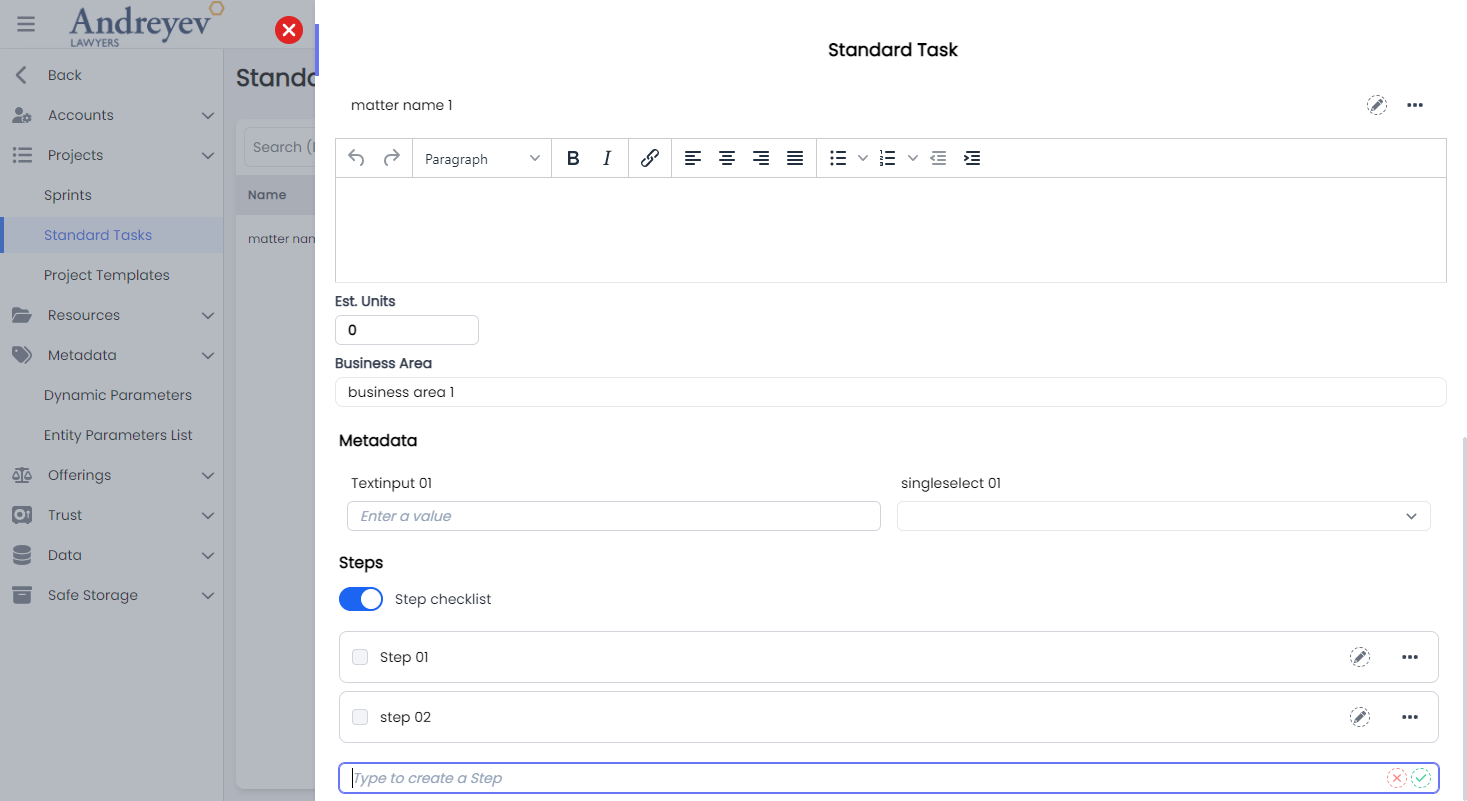 Andreyev
LAWYERS
Back
Accounts
Projects
Sprints
Standard Tasks
Project Templates
Resources
Metadata
Dynamic Parameters
Entity Parameters List
Offerings
Trust
Data
Safe Storage
Search
Name
matter
Standard Task
matter name 1
Paragraph
B
I
Est. Units
0
Business Area
business area 1
Metadata
Textinput 01
singleselect 01
Enter a value
Steps
Step checklist
Step 01
step 02
Type to create a Step